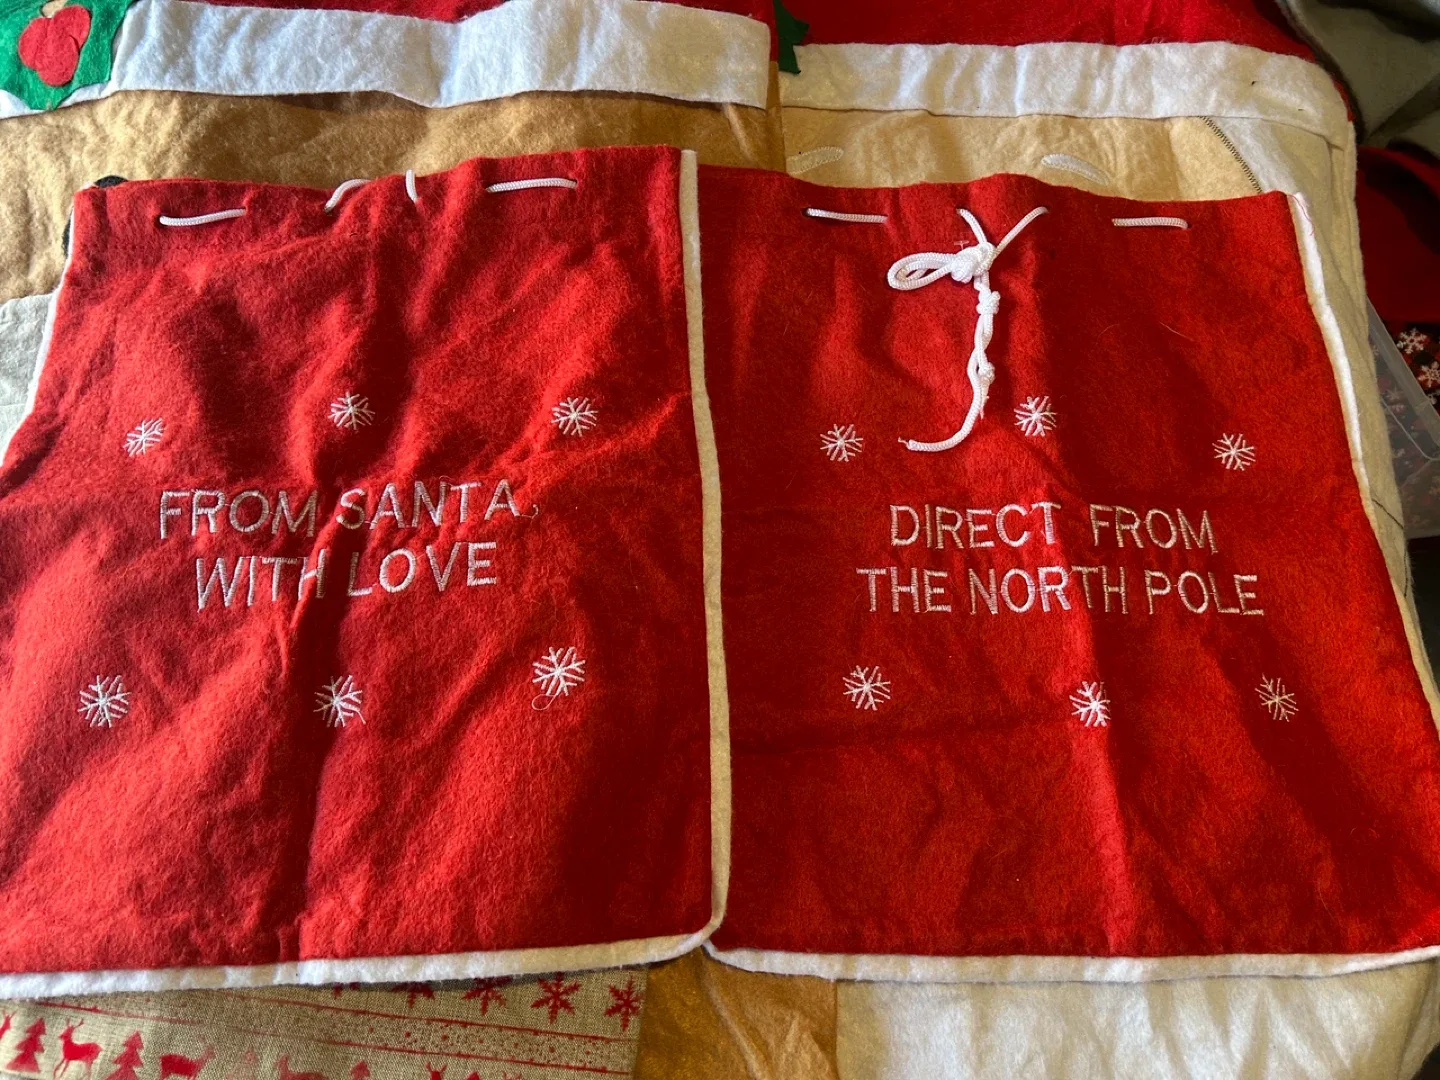 FROM SANTA
WITH LOVE
DIRECT FROM
THE NORTH POLE